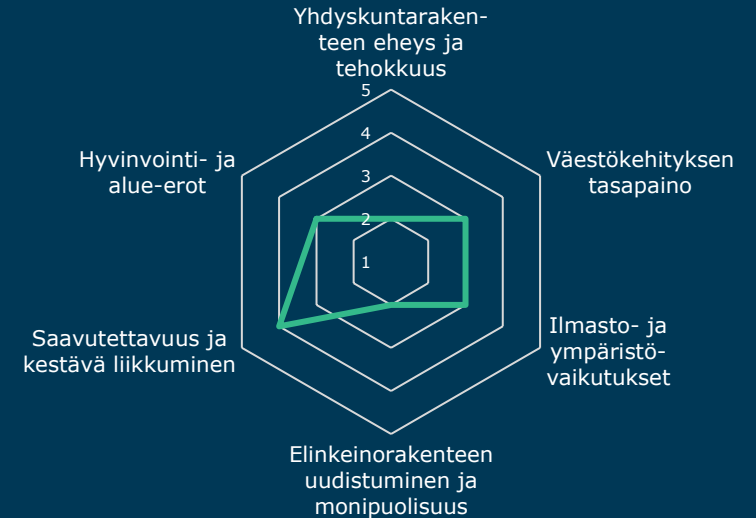 Yhdyskuntaraken-
teen eheys ja
tehokkuus
5
4
3
2
1
Väestökehityksen
tasapaino
Ilmasto- ja
ympäristö-
vaikutukset
Elinkeinorakenteen
uudistuminen ja
monipuolisuus
Saavutettavuus ja
kestävä liikkuminen
Hyvinvointi- ja
alue-erot